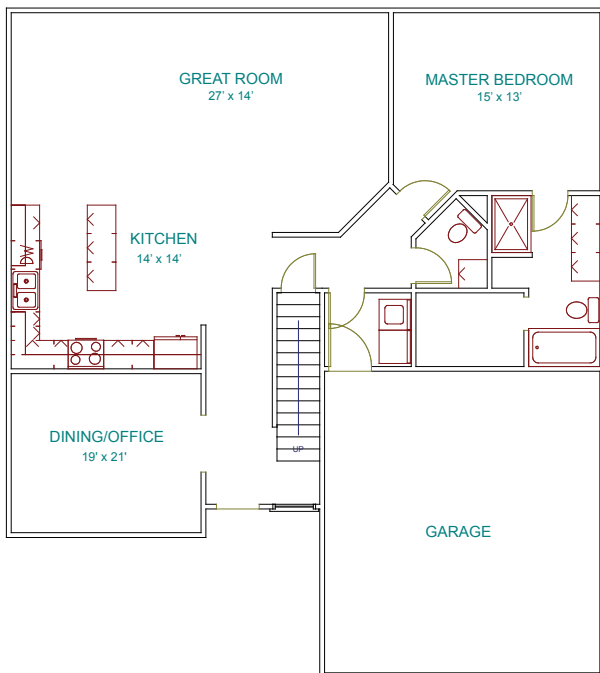 GREAT ROOM
27' x 14'
MASTER BEDROOM
15' x 13'
KITCHEN
14' x 14'
DINING/OFFICE
19' x 21'
UP
GARAGE